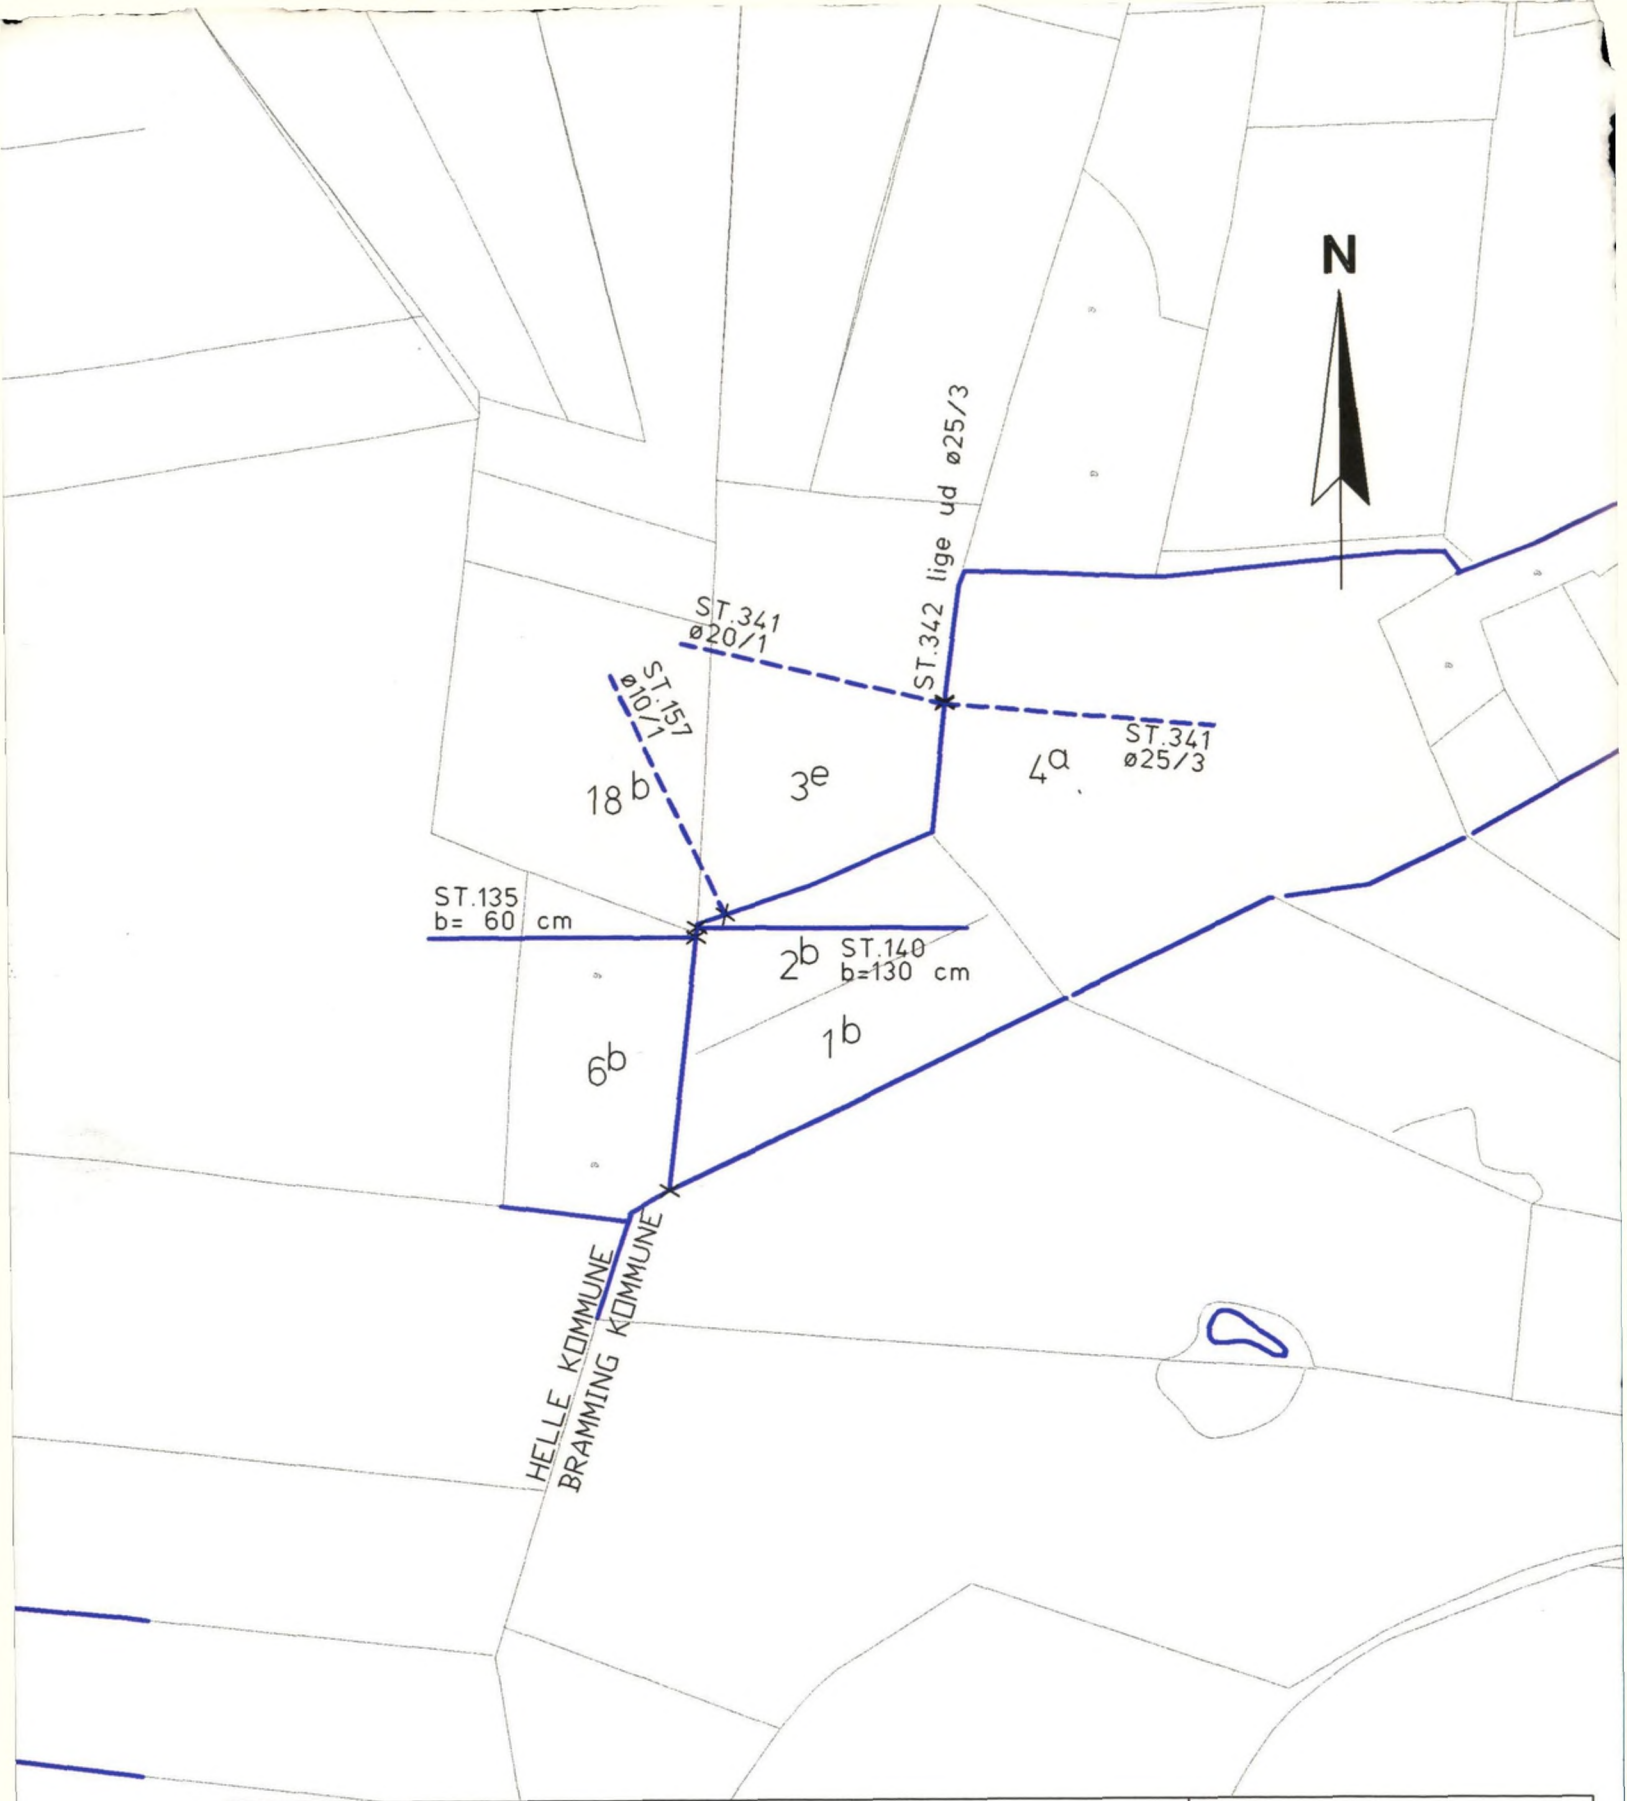 N
ST.342 lige ud ø25/3
ST.341
ø20/1
ST.157
ø10/1
ST.341
ø25/3
4a
3e
18b
ST.135
b= 60 cm
2b
ST.140
b=130 cm
1b
6b
HELLE KOMMUNE
BRAMMING KOMMUNE